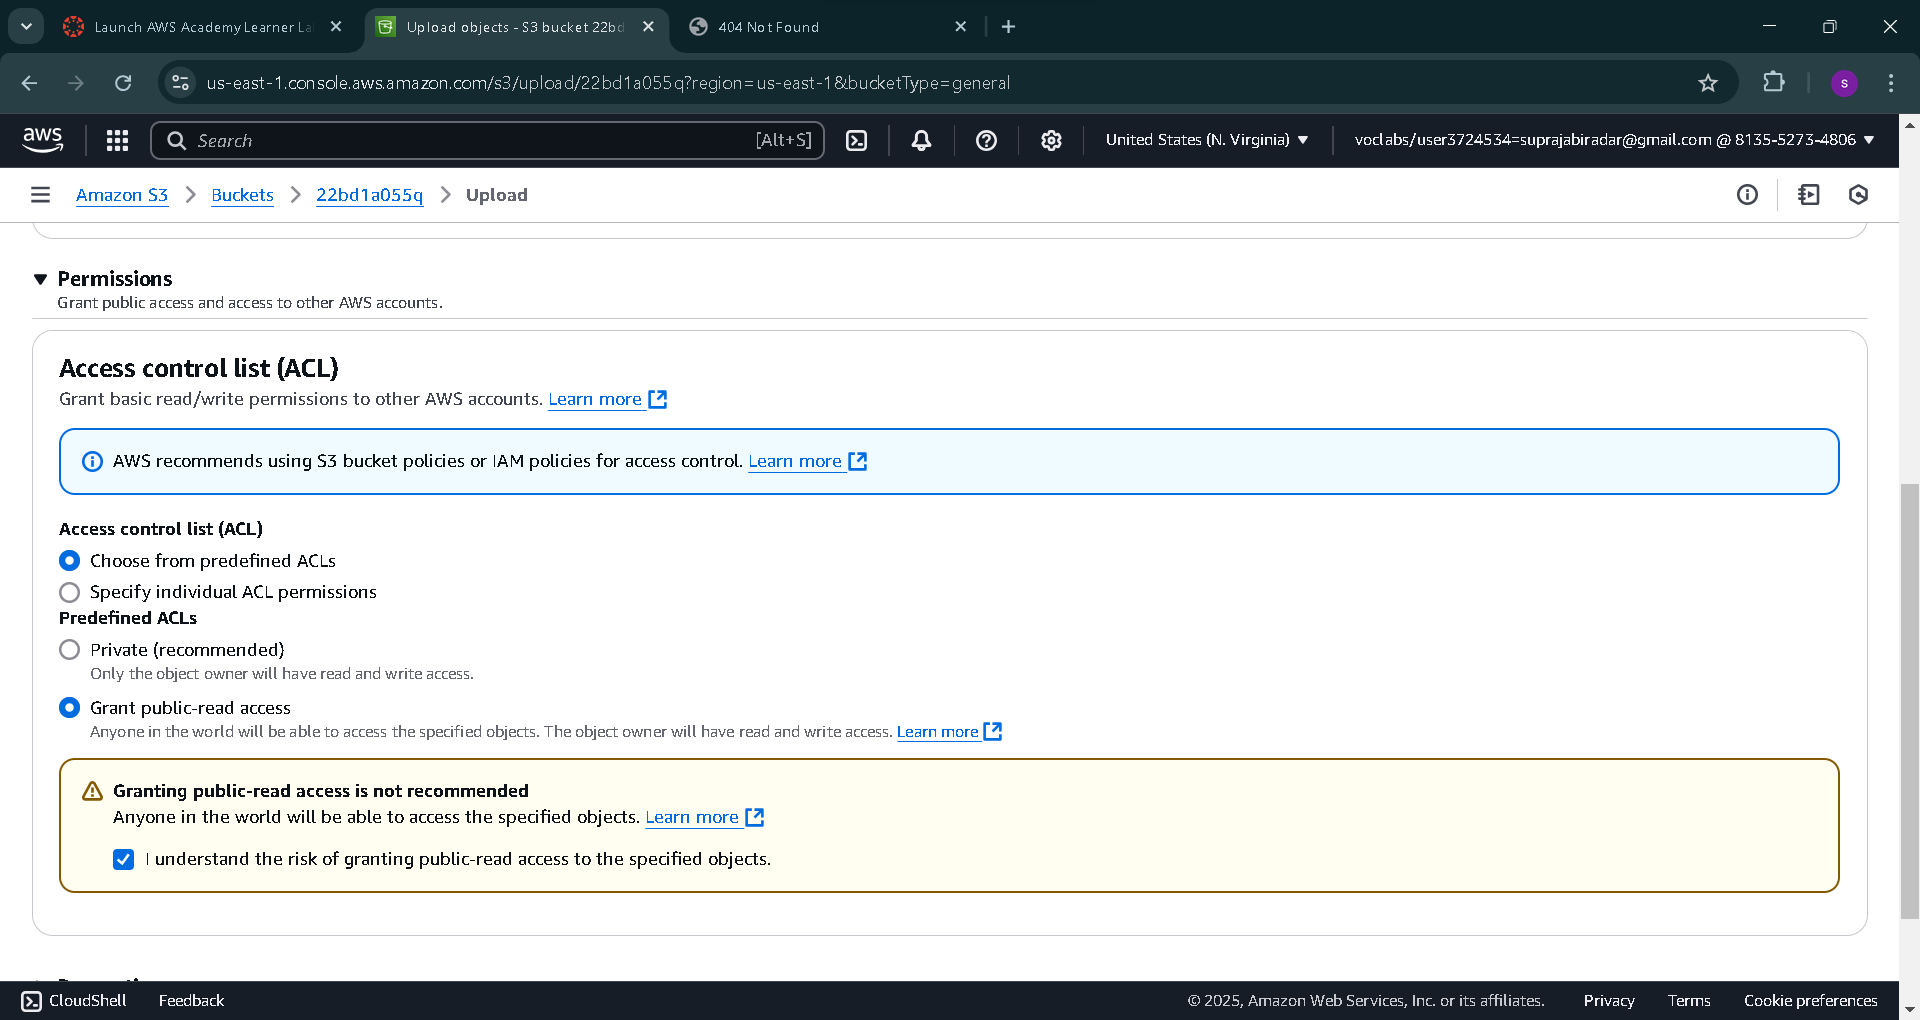 Launch AWS Academy Learner La
Upload objects - S3 bucket 22bd
404 Not Found
us-east-1.console.aws.amazon.com/s3/upload/22bd1a055q?region=us-east-1&bucketType=general
S
aws
Search
[Alt+S]
United States (N. Virginia)
voclabs/user3724534=suprajabiradar@gmail.com @ 8135-5273-4806
Amazon S3
Buckets
22bd1a055q
Upload
Permissions
Grant public access and access to other AWS accounts.
Access control list (ACL)
Grant basic read/write permissions to other AWS accounts. Learn more
AWS recommends using S3 bucket policies or IAM policies for access control. Learn more
Access control list (ACL)
Choose from predefined ACLs
Specify individual ACL permissions
Predefined ACLs
Private (recommended)
Only the object owner will have read and write access.
Grant public-read access
Anyone in the world will be able to access the specified objects. The object owner will have read and write access. Learn more
Granting public-read access is not recommended
Anyone in the world will be able to access the specified objects. Learn more
I understand the risk of granting public-read access to the specified objects.
CloudShell
Feedback
© 2025, Amazon Web Services, Inc. or its affiliates.
Privacy
Terms
Cookie preferences